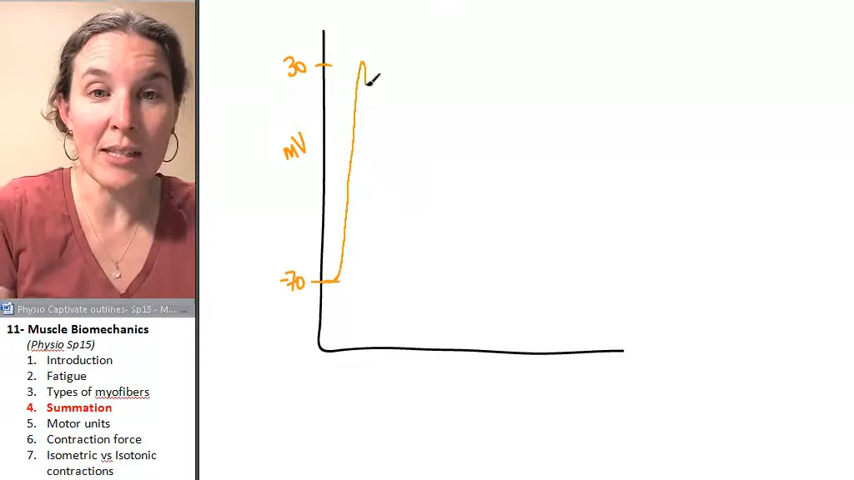 30
mV
-70
Physio Captivate outlines- Sp15 - M...
11- Muscle Biomechanics
(Physio Sp15)
1. Introduction
2. Fatigue
3. Types of myofibers
4. Summation
5. Motor units
6. Contraction force
7. Isometric vs Isotonic
contractions